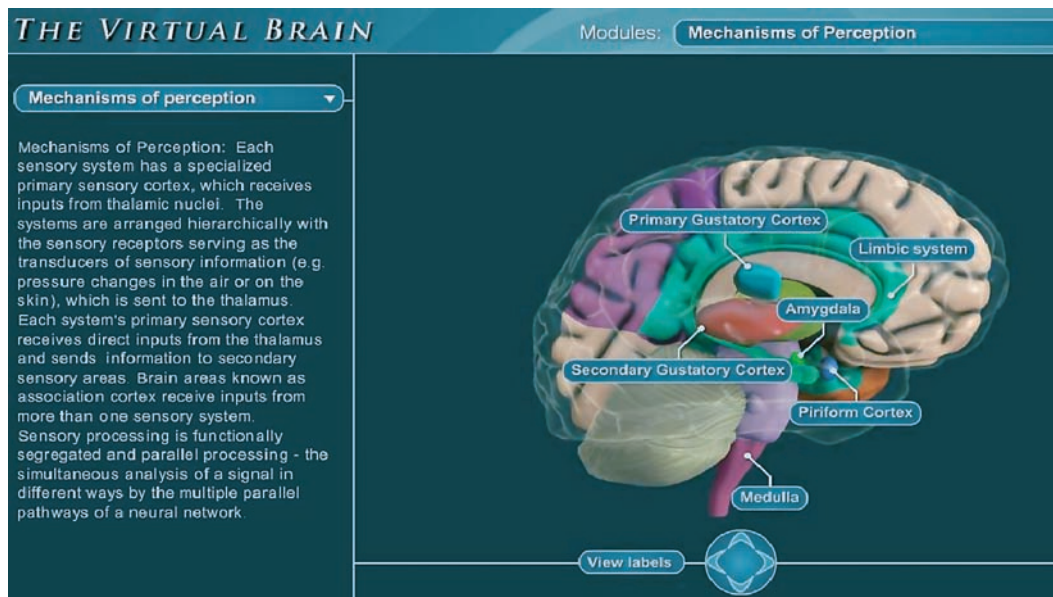 THE VIRTUAL BRAIN
Modules: Mechanisms of Perception
Mechanisms of perception
Mechanisms of Perception: Each
sensory system has a specialized
primary sensory cortex, which receives
inputs from thalamic nuclei. The
systems are arranged hierarchically with
the sensory receptors serving as the
transducers of sensory information (e.g.
pressure changes in the air or on the
skin), which is sent to the thalamus.
Each system's primary sensory cortex
receives direct inputs from the thalamus
and sends information to secondary
sensory areas. Brain areas known as
association cortex receive inputs from
more than one sensory system.
Sensory processing is functionally
segregated and parallel processing - the
simultaneous analysis of a signal in
different ways by the multiple parallel
pathways of a neural network.
Primary Gustatory Cortex
Limbic system
Amygdala
Secondary Gustatory Cortex
Piriform Cortex
Medulla
View labels